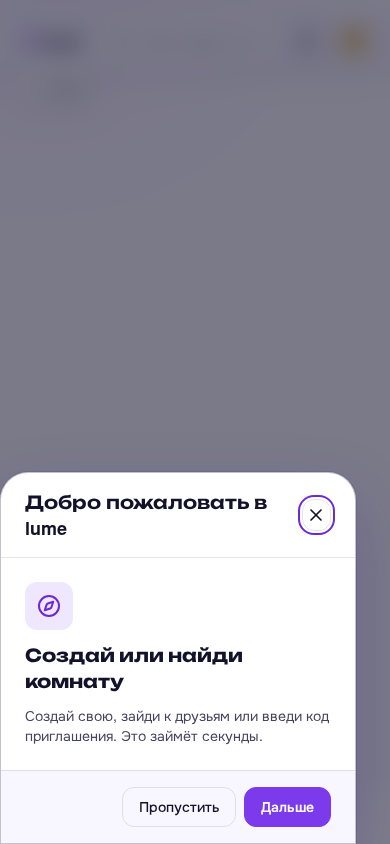 Добро пожаловать в
lume
Создай или найди
комнату
Создай свою, зайди к друзьям или введи код
приглашения. Это займёт секунды.
Пропустить
Дальше